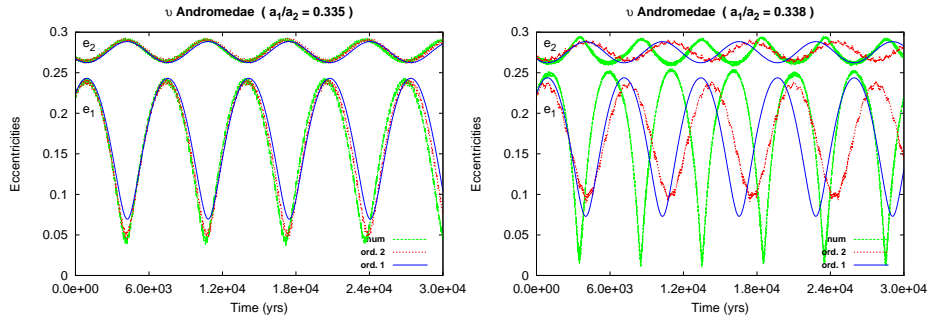 υ Andromedae ( a₁/a₂ = 0.335)
Eccentricities
0.3
0.25
0.2
0.15
0.1
0.05
0
e₂
e₁
num
ord. 2
ord. 1
0.0e+00 6.0e+03 1.2e+04 1.8e+04 2.4e+04 3.0e+04
Time (yrs)
υ Andromedae ( a₁/a₂ = 0.338)
Eccentricities
0.3
0.25
0.2
0.15
0.1
0.05
0
e₂
e₁
num
ord. 2
ord. 1
0.0e+00 6.0e+03 1.2e+04 1.8e+04 2.4e+04 3.0e+04
Time (yrs)